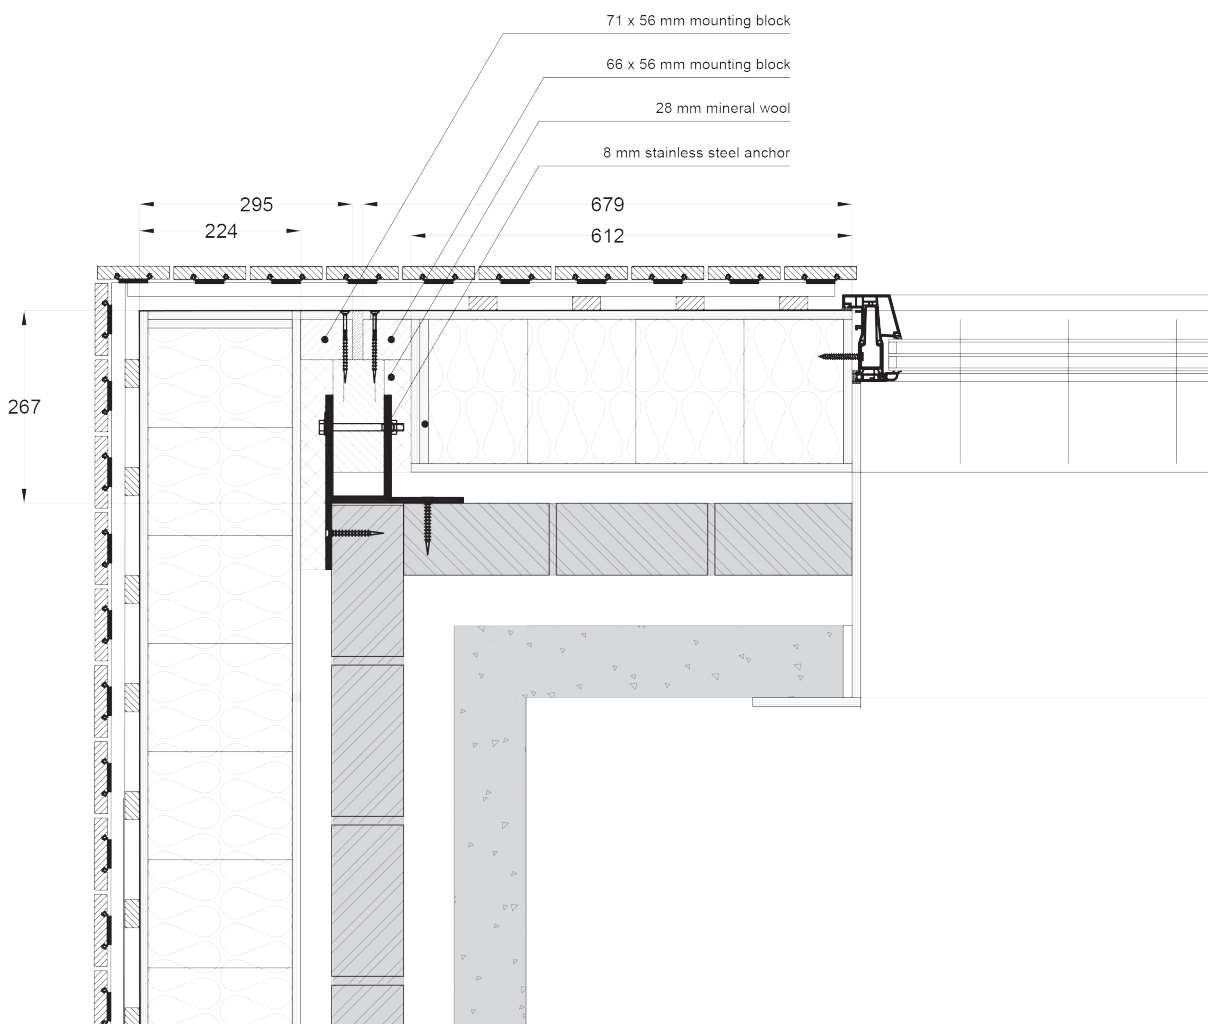 71 x 56 mm mounting block
66 x 56 mm mounting block
28 mm mineral wool
8 mm stainless steel anchor
295
679
224
612
267